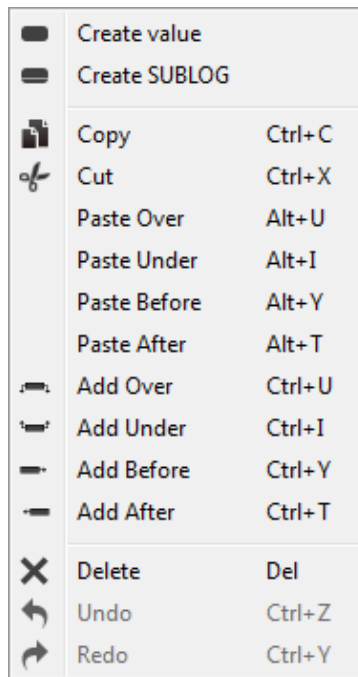 Create value
Create SUBLOG
Copy Ctrl+C
Cut Ctrl+X
Paste Over Alt+U
Paste Under Alt+I
Paste Before Alt+Y
Paste After Alt+T
Add Over Ctrl+U
Add Under Ctrl+I
Add Before Ctrl+Y
Add After Ctrl+T
Delete Del
Undo Ctrl+Z
Redo Ctrl+Y